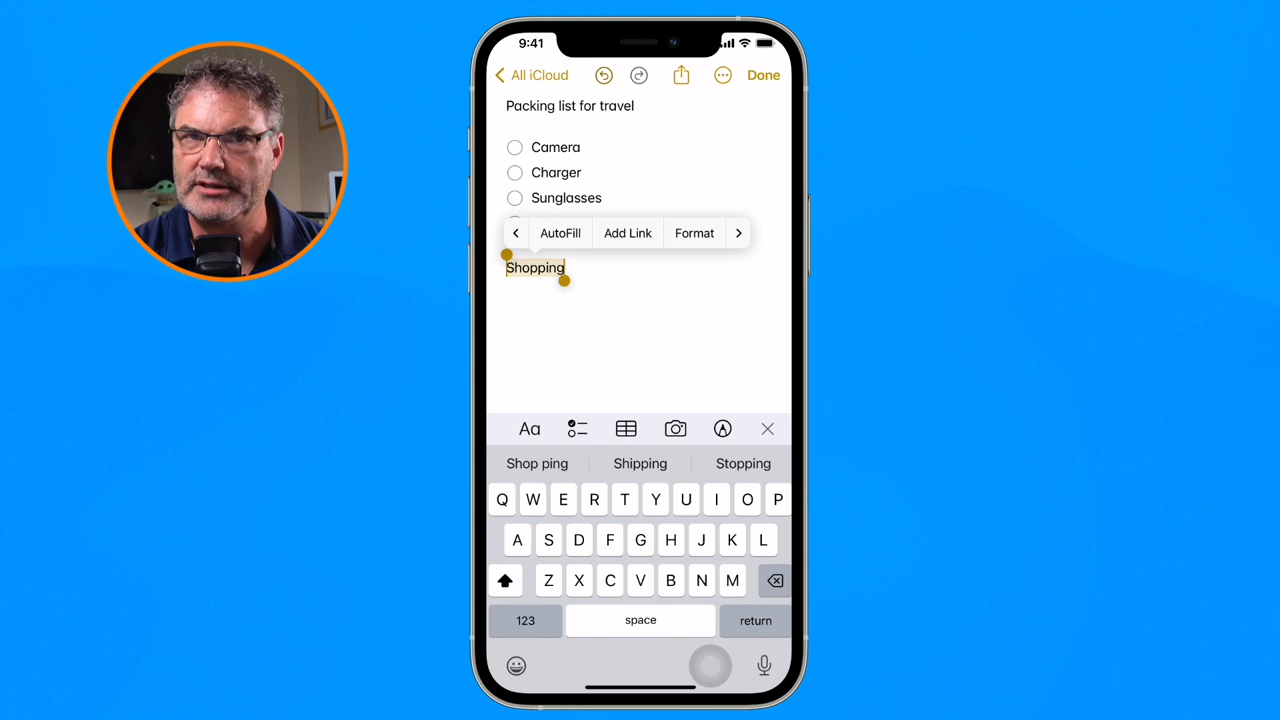 9:41
All iCloud Done
Packing list for travel
Camera
Charger
Sunglasses
AutoFill Add Link Format
Shopping
Aa
Shop ping Shipping Stopping
Q W E R T Y U I O P
A S D F G H J K L
Z X C V B N M
123 space return